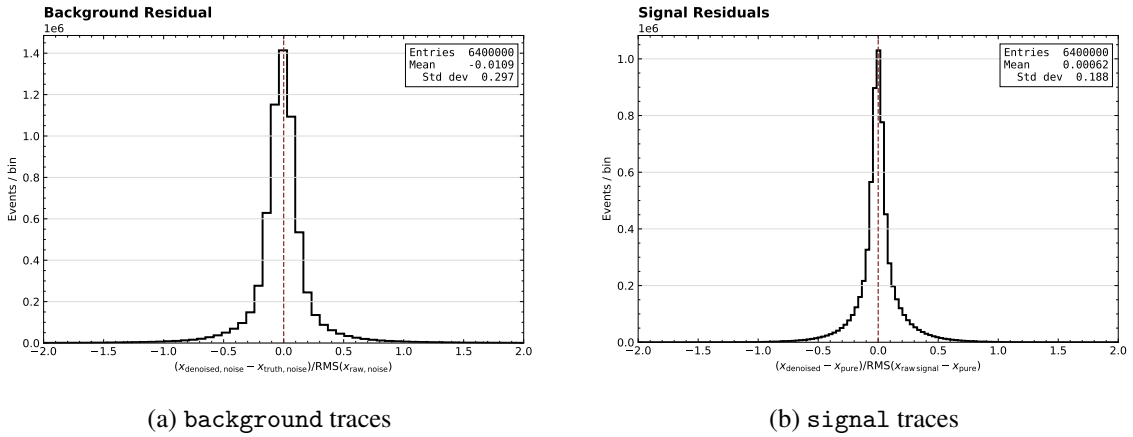 Background Residual
1e6
Entries 6400000
Mean -0.0109
Std dev 0.297
Events / bin
1.4
1.2
1.0
0.8
0.6
0.4
0.2
0.0
−2.0 −1.5 −1.0 −0.5 0.0 0.5 1.0 1.5 2.0
(x_denoised, noise − x_truth, noise)/RMS(x_raw, noise)
(a) background traces
Signal Residuals
1e6
Entries 6400000
Mean 0.00062
Std dev 0.188
Events / bin
1.0
0.8
0.6
0.4
0.2
0.0
−2.0 −1.5 −1.0 −0.5 0.0 0.5 1.0 1.5 2.0
(x_denoised − x_pure)/RMS(x_raw signal − x_pure)
(b) signal traces